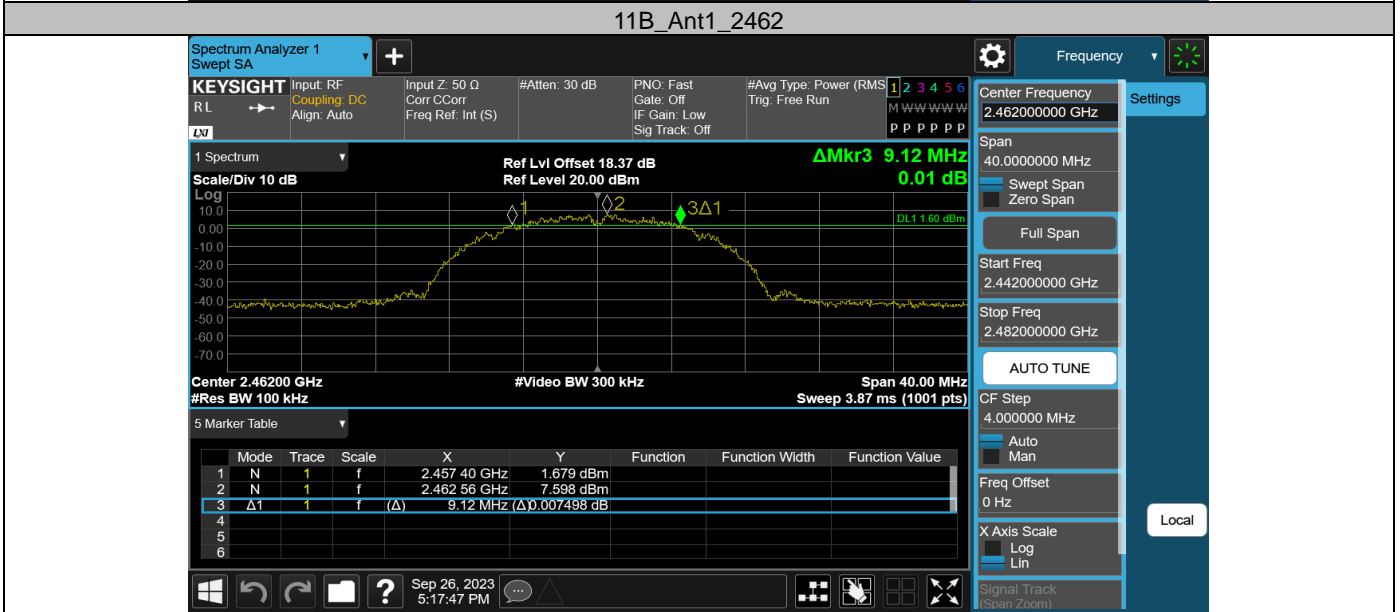 11B_Ant1_2462
Spectrum Analyzer 1
Swept SA
+
Frequency
KEYSIGHT
R L
LXI
Input: RF
Coupling: DC
Align: Auto
Input Z: 50 Ω
Corr CCorr
Freq Ref: Int (S)
#Atten: 30 dB
PNO: Fast
Gate: Off
IF Gain: Low
Sig Track: Off
#Avg Type: Power (RMS
Trig: Free Run
1 2 3 4 5 6
M W W W W W
P P P P P P
1 Spectrum
Scale/Div 10 dB
Ref Lvl Offset 18.37 dB
Ref Level 20.00 dBm
ΔMkr3 9.12 MHz
0.01 dB
Log
10.0
0.00
-10.0
-20.0
-30.0
-40.0
-50.0
-60.0
-70.0
1
2
3Δ1
DL1 1.60 dBm
Center 2.46200 GHz
#Video BW 300 kHz
Span 40.00 MHz
#Res BW 100 kHz
Sweep 3.87 ms (1001 pts)
5 Marker Table
Mode Trace Scale X Y Function Function Width Function Value
1 N 1 f 2.457 40 GHz 1.679 dBm
2 N 1 f 2.462 56 GHz 7.598 dBm
3 Δ1 1 f (Δ) 9.12 MHz (Δ)0.007498 dB
4
5
6
?
Sep 26, 2023
5:17:47 PM
Center Frequency
2.462000000 GHz
Settings
Span
40.0000000 MHz
Swept Span
Zero Span
Full Span
Start Freq
2.442000000 GHz
Stop Freq
2.482000000 GHz
AUTO TUNE
CF Step
4.000000 MHz
Auto
Man
Freq Offset
0 Hz
X Axis Scale
Log
Lin
Signal Track
(Span Zoom)
Local